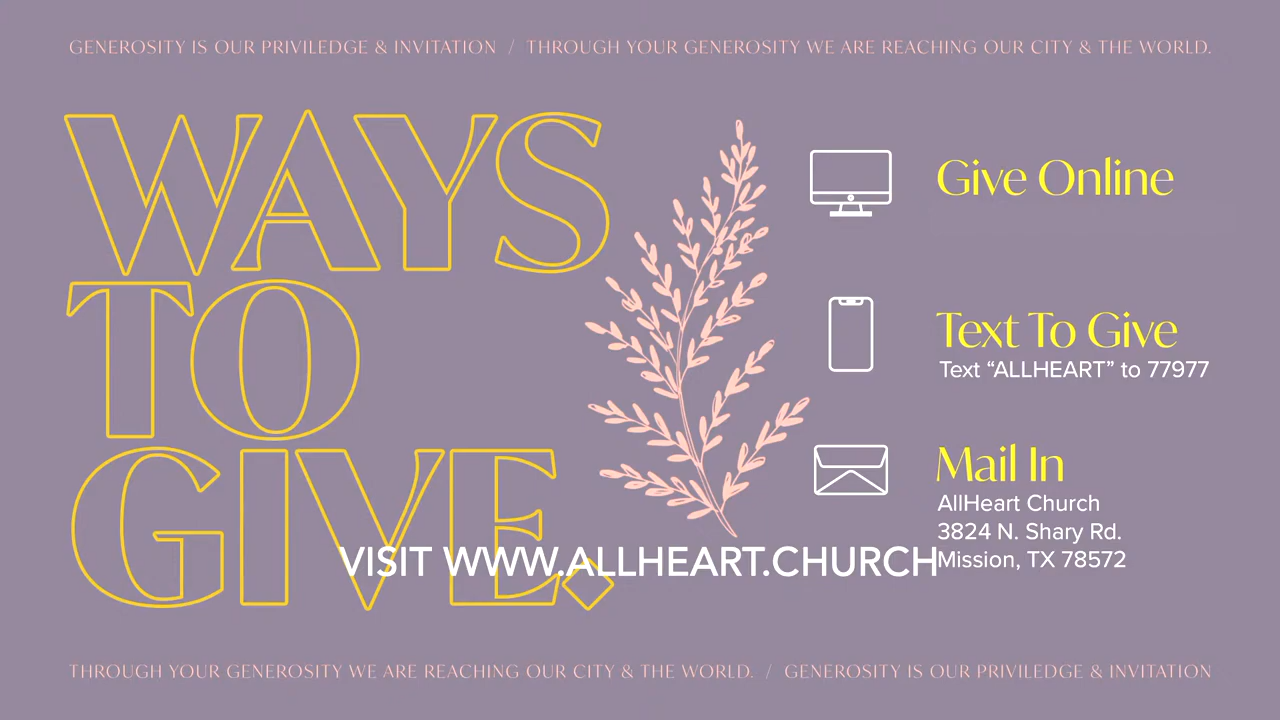 GENEROSITY IS OUR PRIVILEDGE & INVITATION / THROUGH YOUR GENEROSITY WE ARE REACHING OUR CITY & THE WORLD.
WAYS
TO
GIVE.
Give Online
Text To Give
Text “ALLHEART” to 77977
Mail In
AllHeart Church
3824 N. Shary Rd.
Mission, TX 78572
VISIT WWW.ALLHEART.CHURCH
THROUGH YOUR GENEROSITY WE ARE REACHING OUR CITY & THE WORLD. / GENEROSITY IS OUR PRIVILEDGE & INVITATION